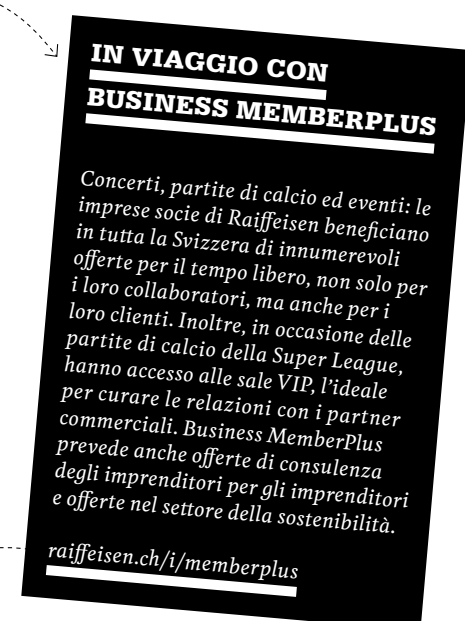 IN VIAGGIO CON
BUSINESS MEMBERPLUS
Concerti, partite di calcio ed eventi: le
imprese socie di Raiffeisen beneficiano
in tutta la Svizzera di innumerevoli
offerte per il tempo libero, non solo per
i loro collaboratori, ma anche per i
loro clienti. Inoltre, in occasione delle
partite di calcio della Super League,
hanno accesso alle sale VIP, l’ideale
per curare le relazioni con i partner
commerciali. Business MemberPlus
prevede anche offerte di consulenza
degli imprenditori per gli imprenditori
e offerte nel settore della sostenibilità.
raiffeisen.ch/i/memberplus